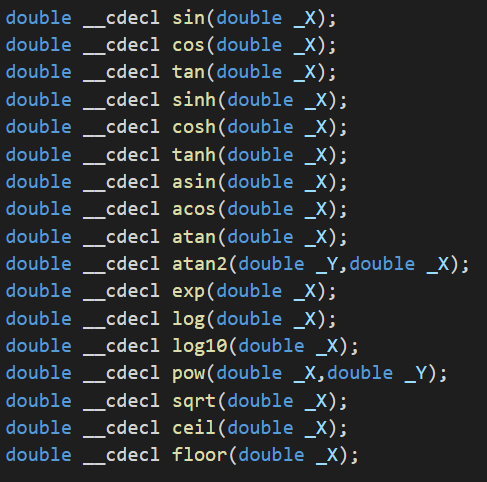 double __cdecl sin(double _X);
double __cdecl cos(double _X);
double __cdecl tan(double _X);
double __cdecl sinh(double _X);
double __cdecl cosh(double _X);
double __cdecl tanh(double _X);
double __cdecl asin(double _X);
double __cdecl acos(double _X);
double __cdecl atan(double _X);
double __cdecl atan2(double _Y,double _X);
double __cdecl exp(double _X);
double __cdecl log(double _X);
double __cdecl log10(double _X);
double __cdecl pow(double _X,double _Y);
double __cdecl sqrt(double _X);
double __cdecl ceil(double _X);
double __cdecl floor(double _X);